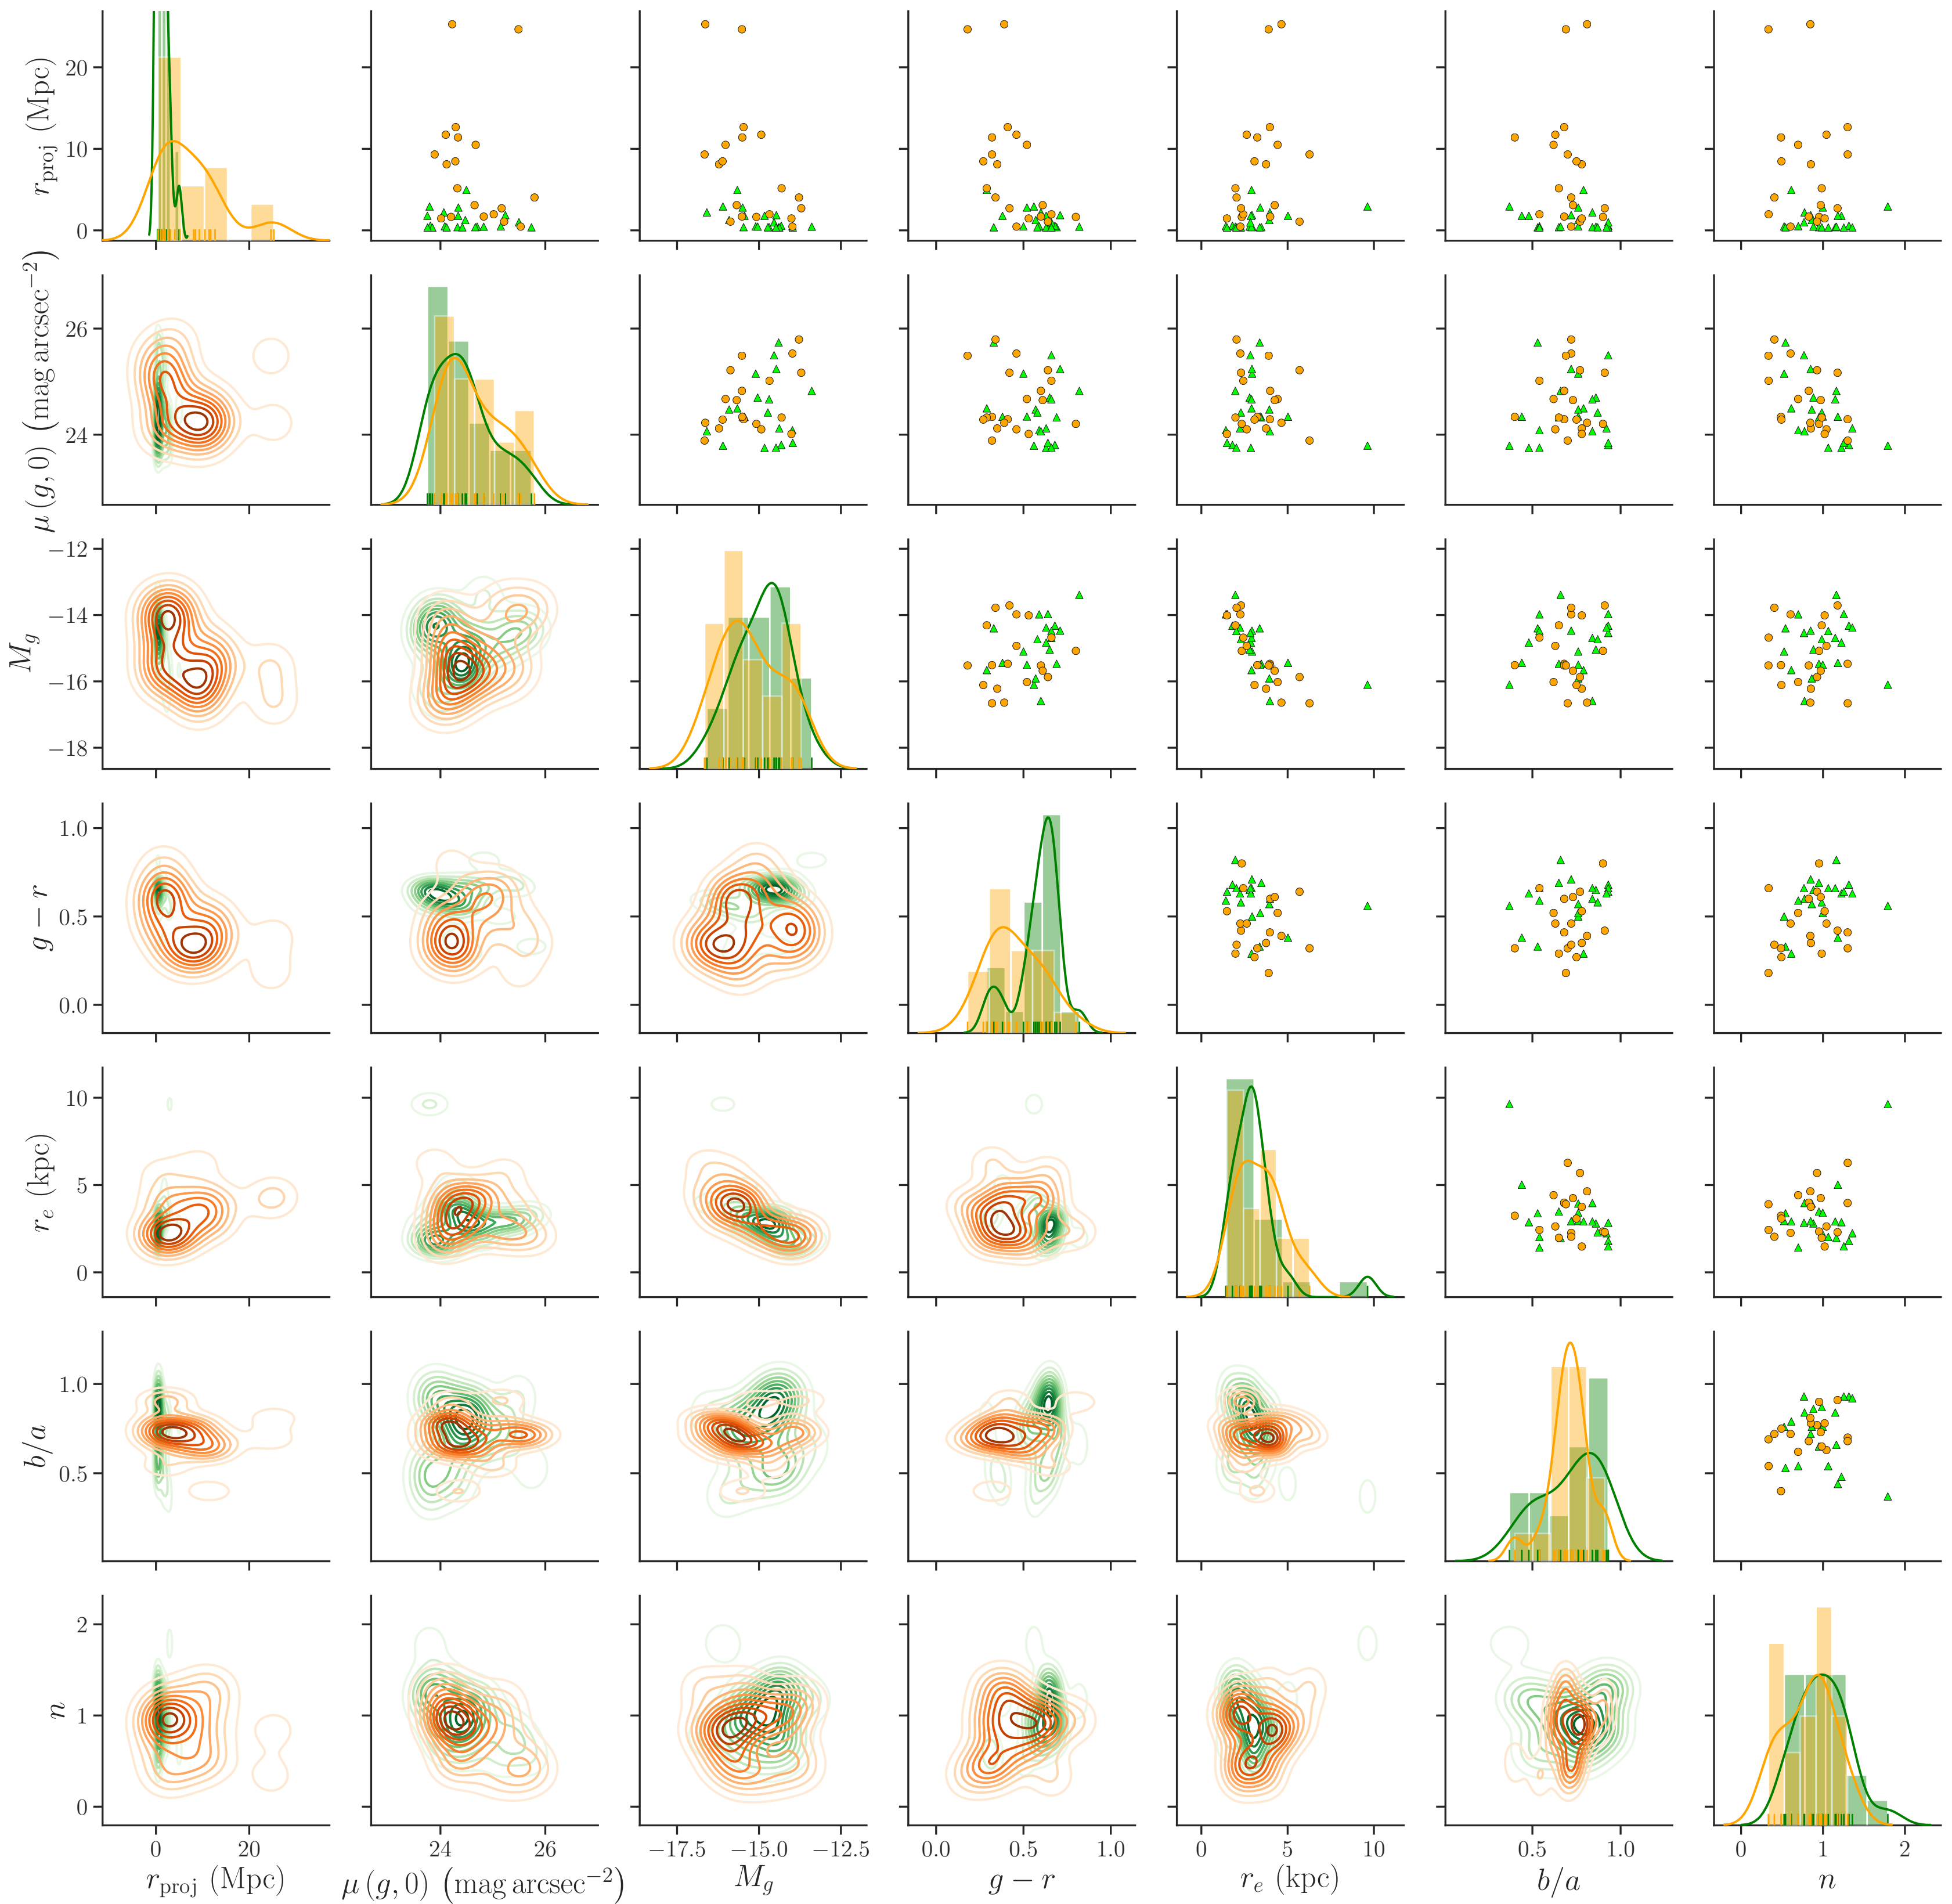 r_proj (Mpc)
20
10
0
μ (g, 0) (mag arcsec⁻²)
26
24
M_g
−12
−14
−16
−18
g − r
1.0
0.5
0.0
r_e (kpc)
10
5
0
b/a
1.0
0.5
n
2
1
0
0 20 24 26 −17.5 −15.0 −12.5 0.0 0.5 1.0 0 5 10 0.5 1.0 0 1 2
r_proj (Mpc) μ (g, 0) (mag arcsec⁻²) M_g g − r r_e (kpc) b/a n